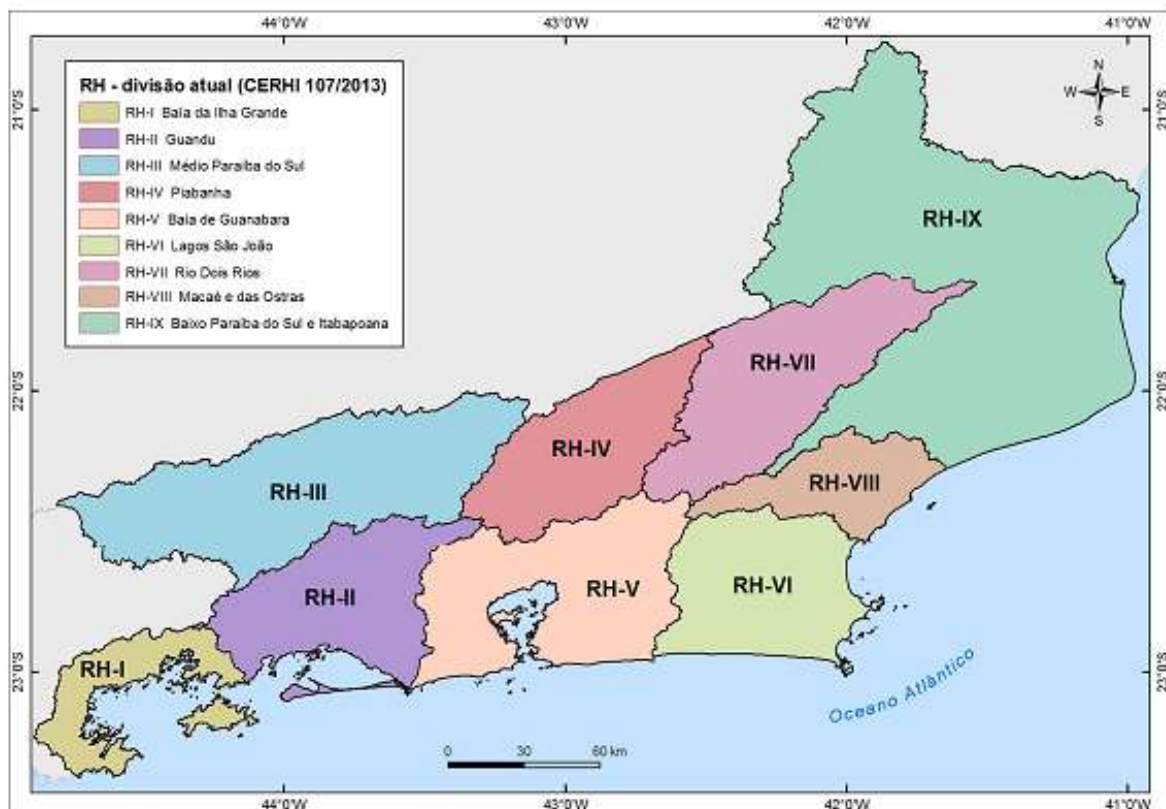 44°0'W 43°0'W 42°0'W 41°0'W
RH - divisão atual (CERHI 107/2013)
RH-I Baía da Ilha Grande
RH-II Guandu
RH-III Médio Paraíba do Sul
RH-IV Piabanha
RH-V Baía de Guanabara
RH-VI Lagos São João
RH-VII Rio Dois Rios
RH-VIII Macaé e das Ostras
RH-IX Baixo Paraíba do Sul e Itabapoana
N
W E
S
21°0'S 21°0'S
RH-IX
RH-VII
22°0'S 22°0'S
RH-IV
RH-III
RH-VIII
RH-II
RH-V
RH-VI
RH-I
23°0'S 23°0'S
Oceano Atlântico
0 30 60 km
44°0'W 43°0'W 42°0'W 41°0'W